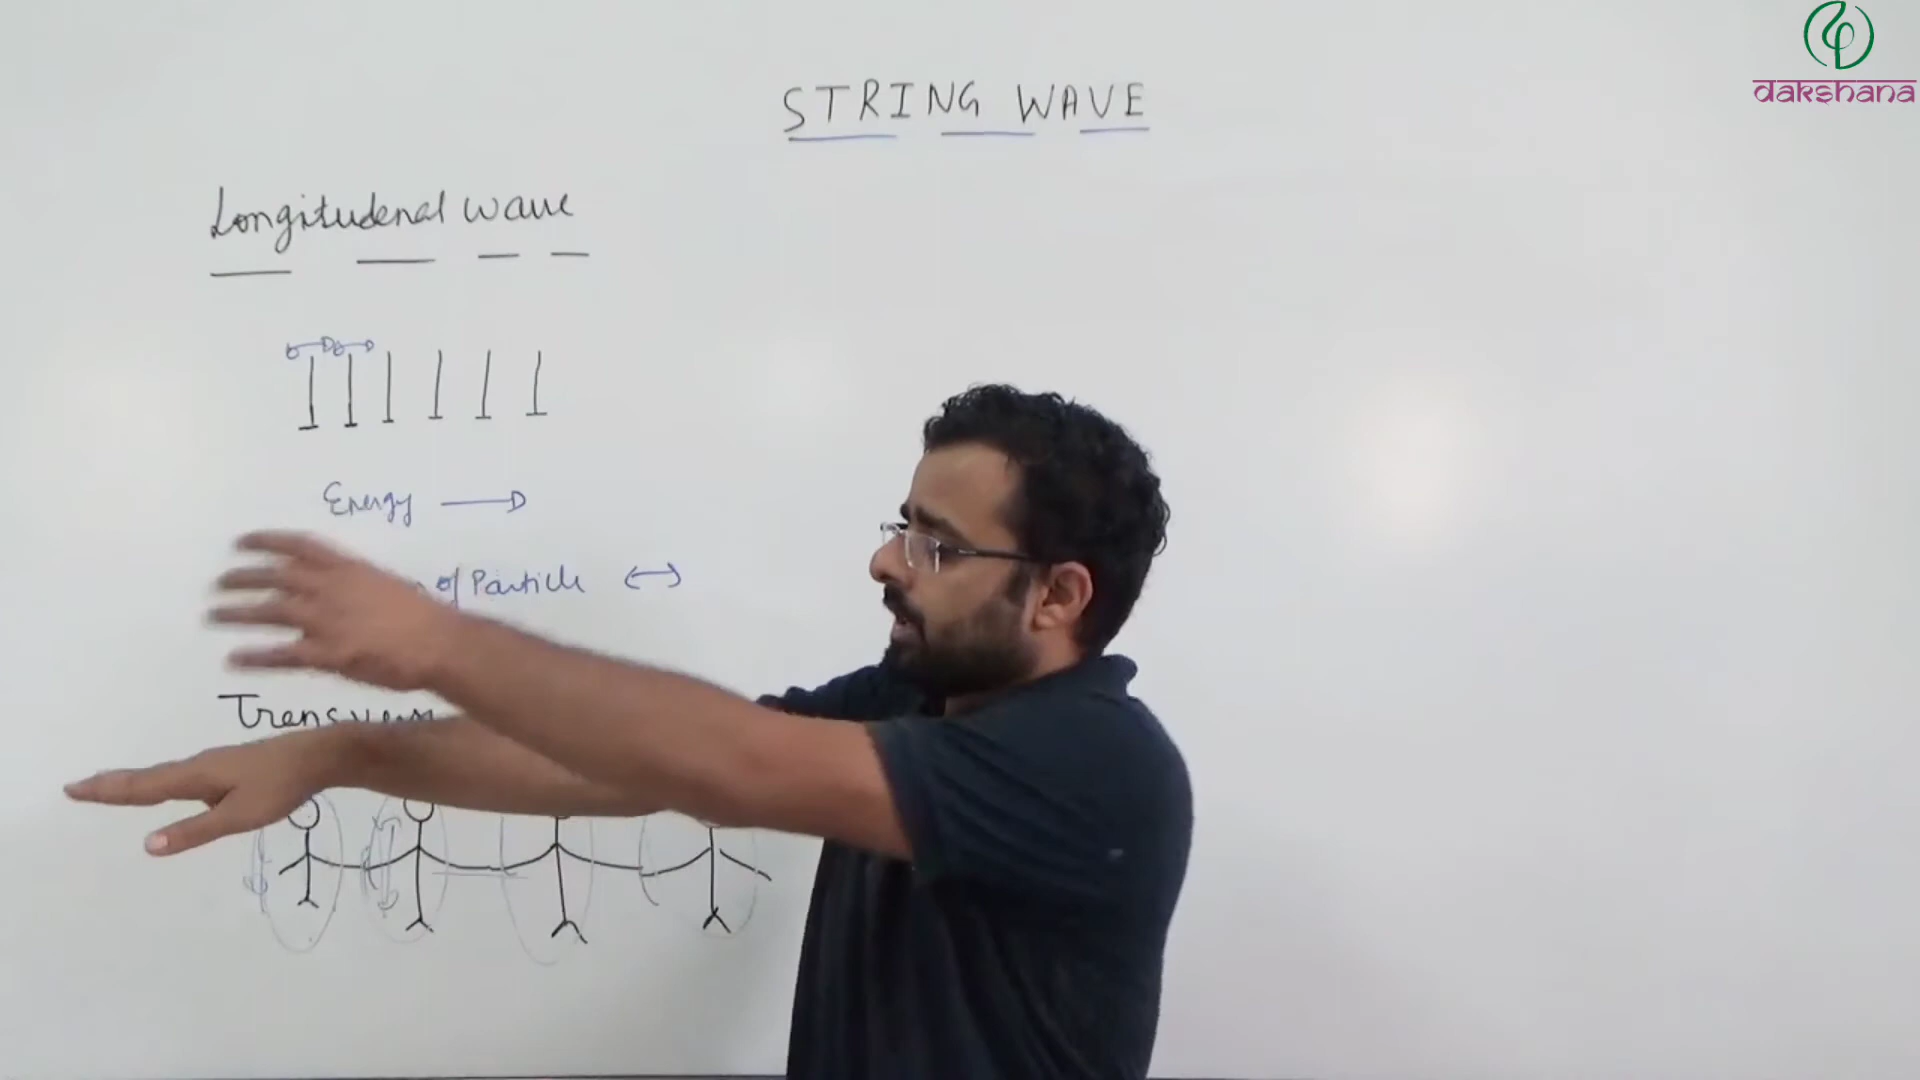 dakshana
STRING WAVE
Longitudenal wave
Energy
of Particle